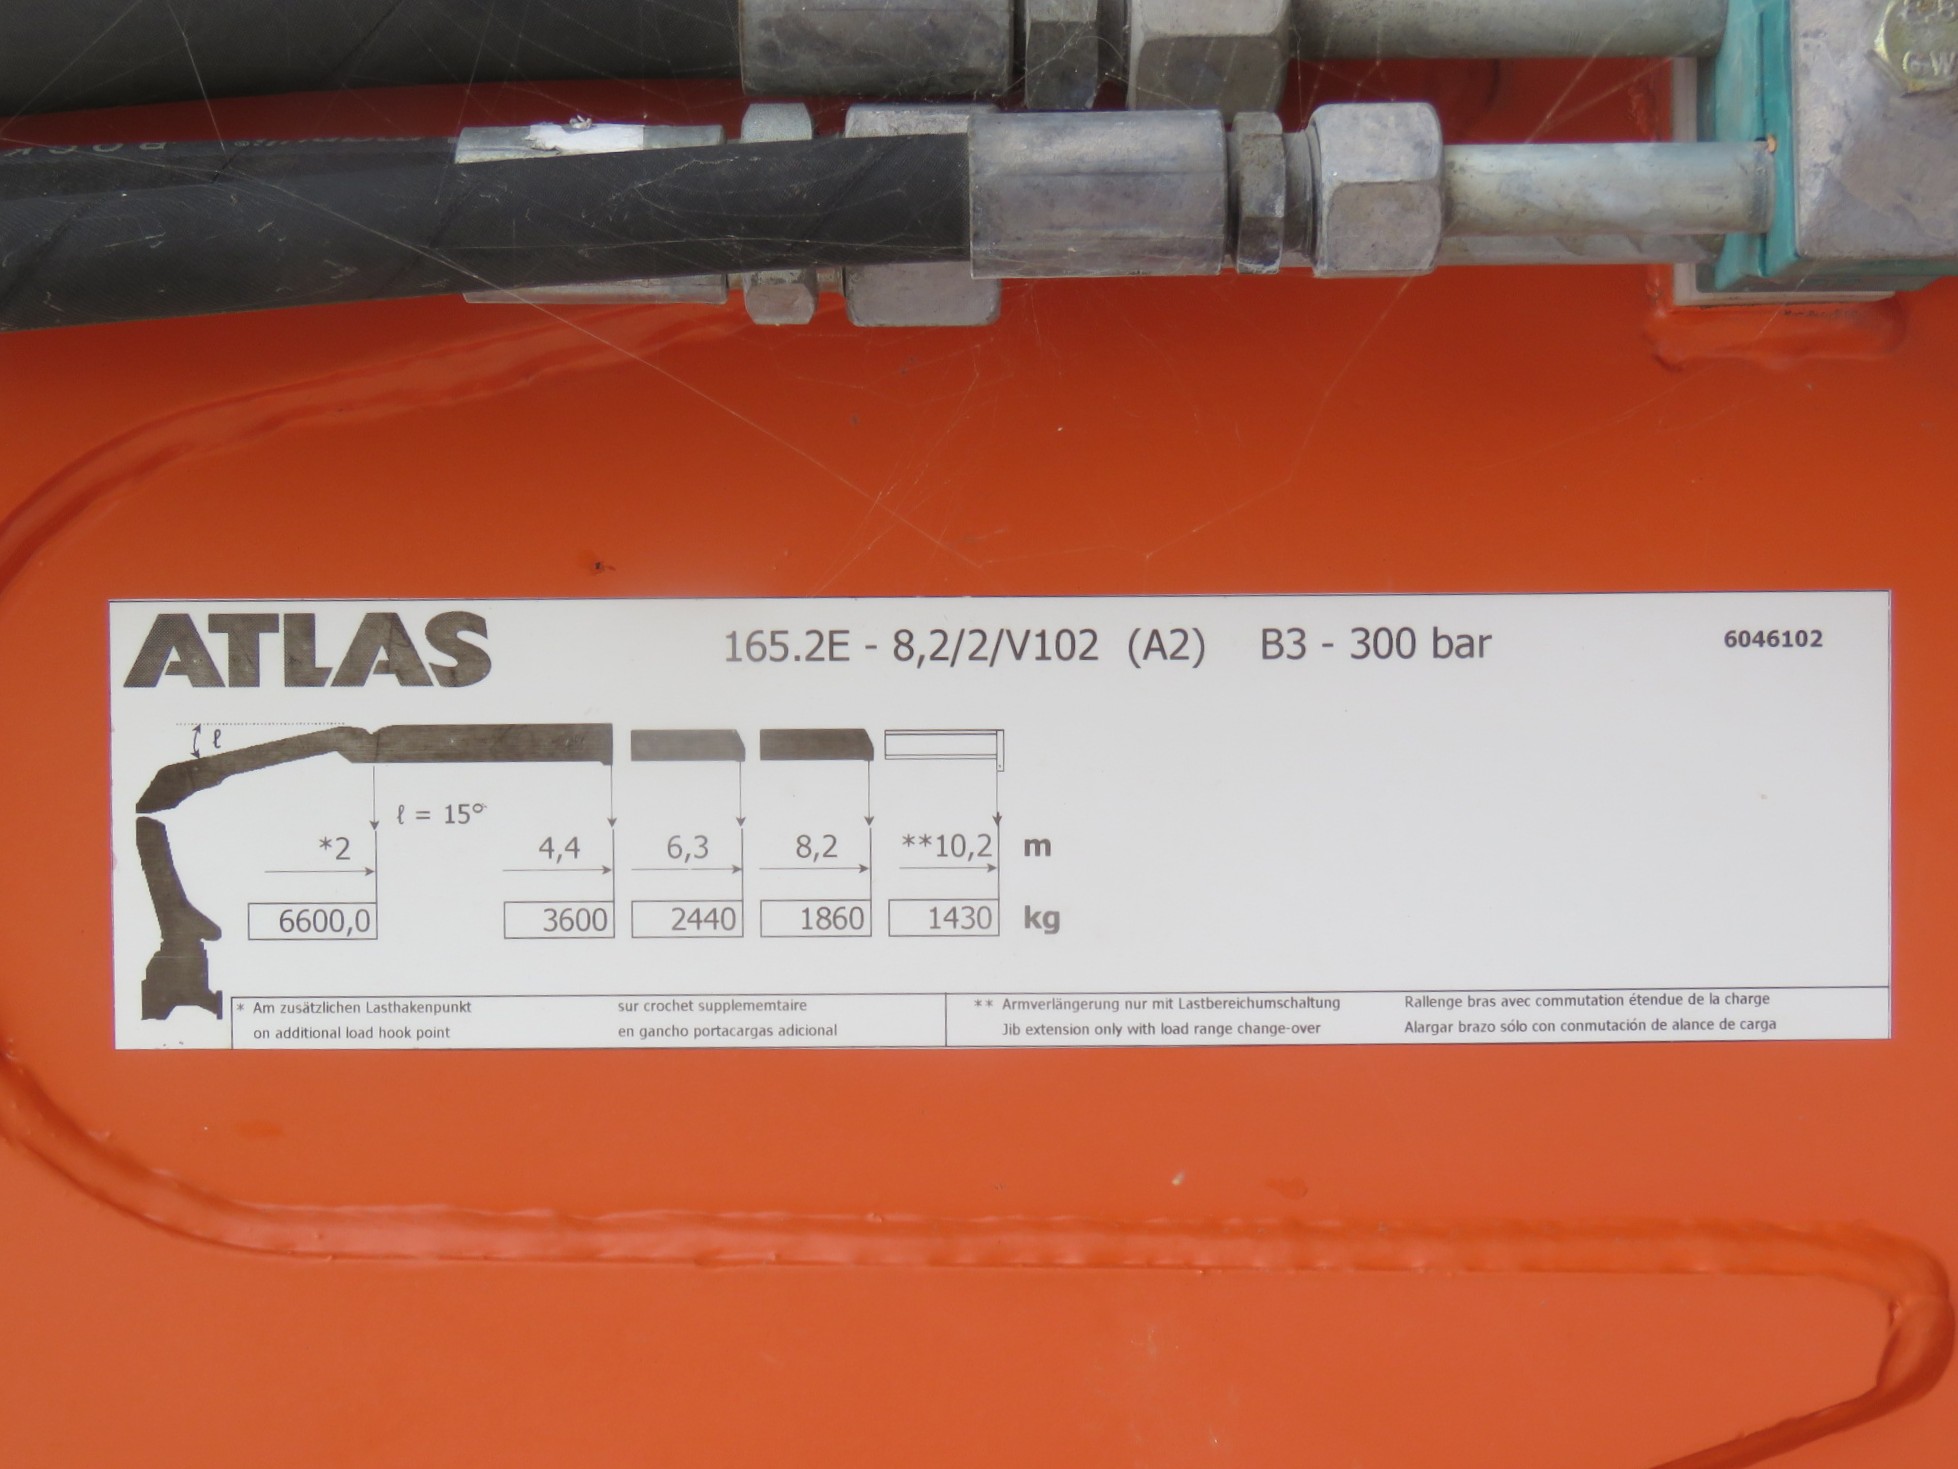 ATLAS
165.2E - 8,2/2/V102 (A2) B3 - 300 bar
6046102
ℓ
ℓ = 15°
*2 4,4 6,3 8,2 **10,2 m
6600,0 3600 2440 1860 1430 kg
* Am zusätzlichen Lasthakenpunkt
on additional load hook point
sur crochet supplememtaire
en gancho portacargas adicional
** Armverlängerung nur mit Lastbereichumschaltung
Jib extension only with load range change-over
Rallenge bras avec commutation étendue de la charge
Alargar brazo sólo con conmutación de alance de carga